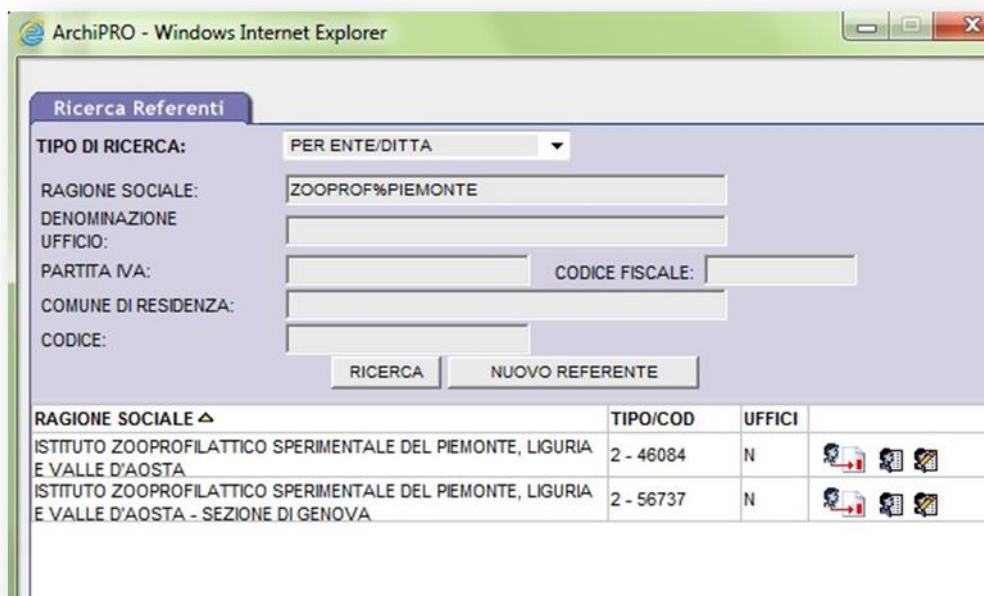 ArchiPRO - Windows Internet Explorer
Ricerca Referenti
TIPO DI RICERCA: PER ENTE/DITTA
RAGIONE SOCIALE: ZOOPROF%PIEMONTE
DENOMINAZIONE
UFFICIO:
PARTITA IVA: CODICE FISCALE:
COMUNE DI RESIDENZA:
CODICE:
RICERCA NUOVO REFERENTE
RAGIONE SOCIALE TIPO/COD UFFICI
ISTITUTO ZOOPROFILATTICO SPERIMENTALE DEL PIEMONTE, LIGURIA
E VALLE D'AOSTA 2 - 46084 N
ISTITUTO ZOOPROFILATTICO SPERIMENTALE DEL PIEMONTE, LIGURIA
E VALLE D'AOSTA - SEZIONE DI GENOVA 2 - 56737 N